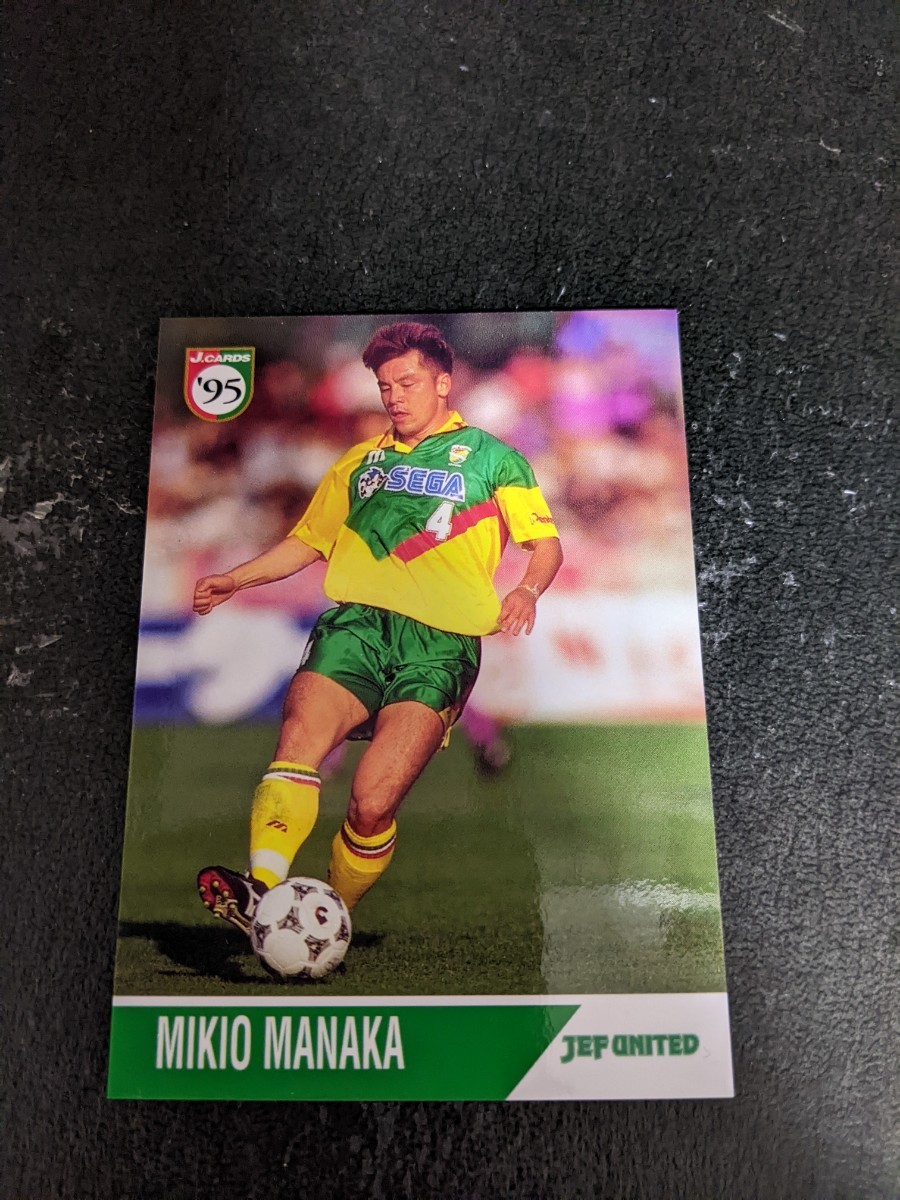 J.CARDS
'95
SEGA
4
MIKIO MANAKA
JEF UNITED